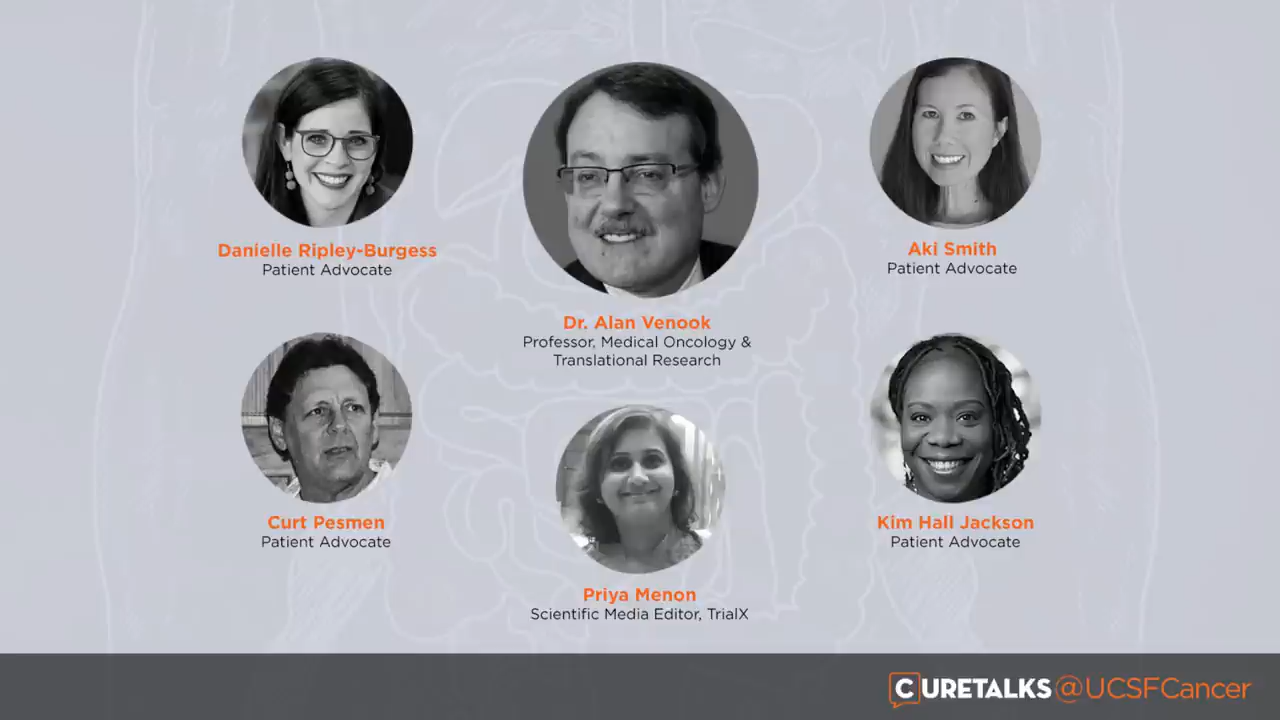 Danielle Ripley-Burgess
Patient Advocate
Dr. Alan Venook
Professor, Medical Oncology &
Translational Research
Aki Smith
Patient Advocate
Curt Pesmen
Patient Advocate
Priya Menon
Scientific Media Editor, TrialX
Kim Hall Jackson
Patient Advocate
CURETALKS@UCSFCancer